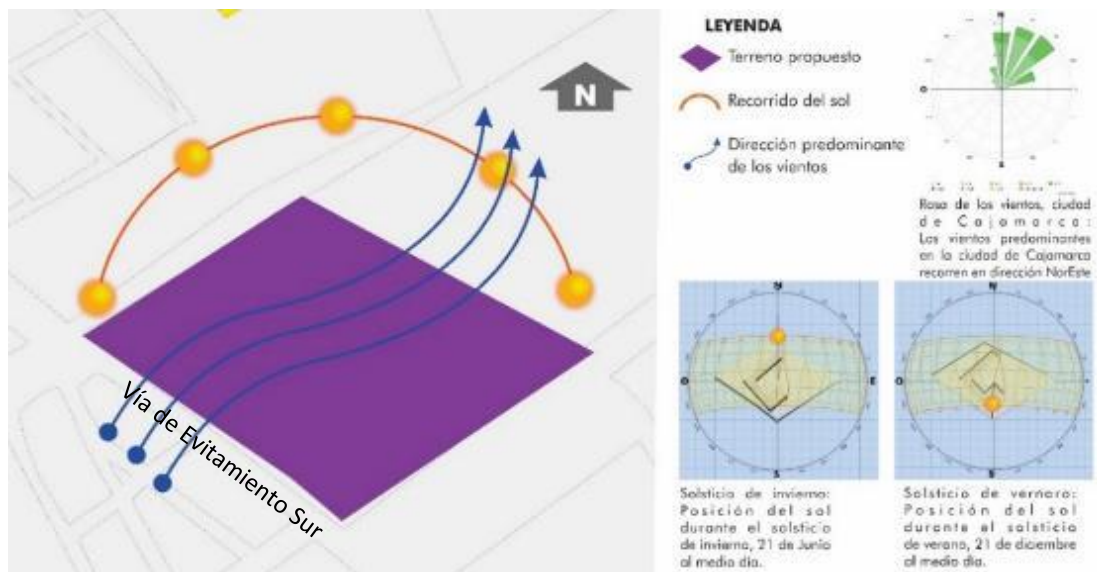 Vía de Evitamiento Sur
N
LEYENDA
Terreno propuesto
Recorrido del sol
Dirección predominante
de los vientos
N
O
S
Rosa de los vientos, ciudad
de Cajamarca:
Los vientos predominantes
en la ciudad de Cajamarca
recorren en dirección NorEste
N
O
E
S
Solsticio de invierno:
Posición del sol
durante el solsticio
de invierno, 21 de Junio
al medio día.
N
O
S
Solsticio de vernaro:
Posición del sol
durante el solsticio
de verano, 21 de diciembre
al medio día.